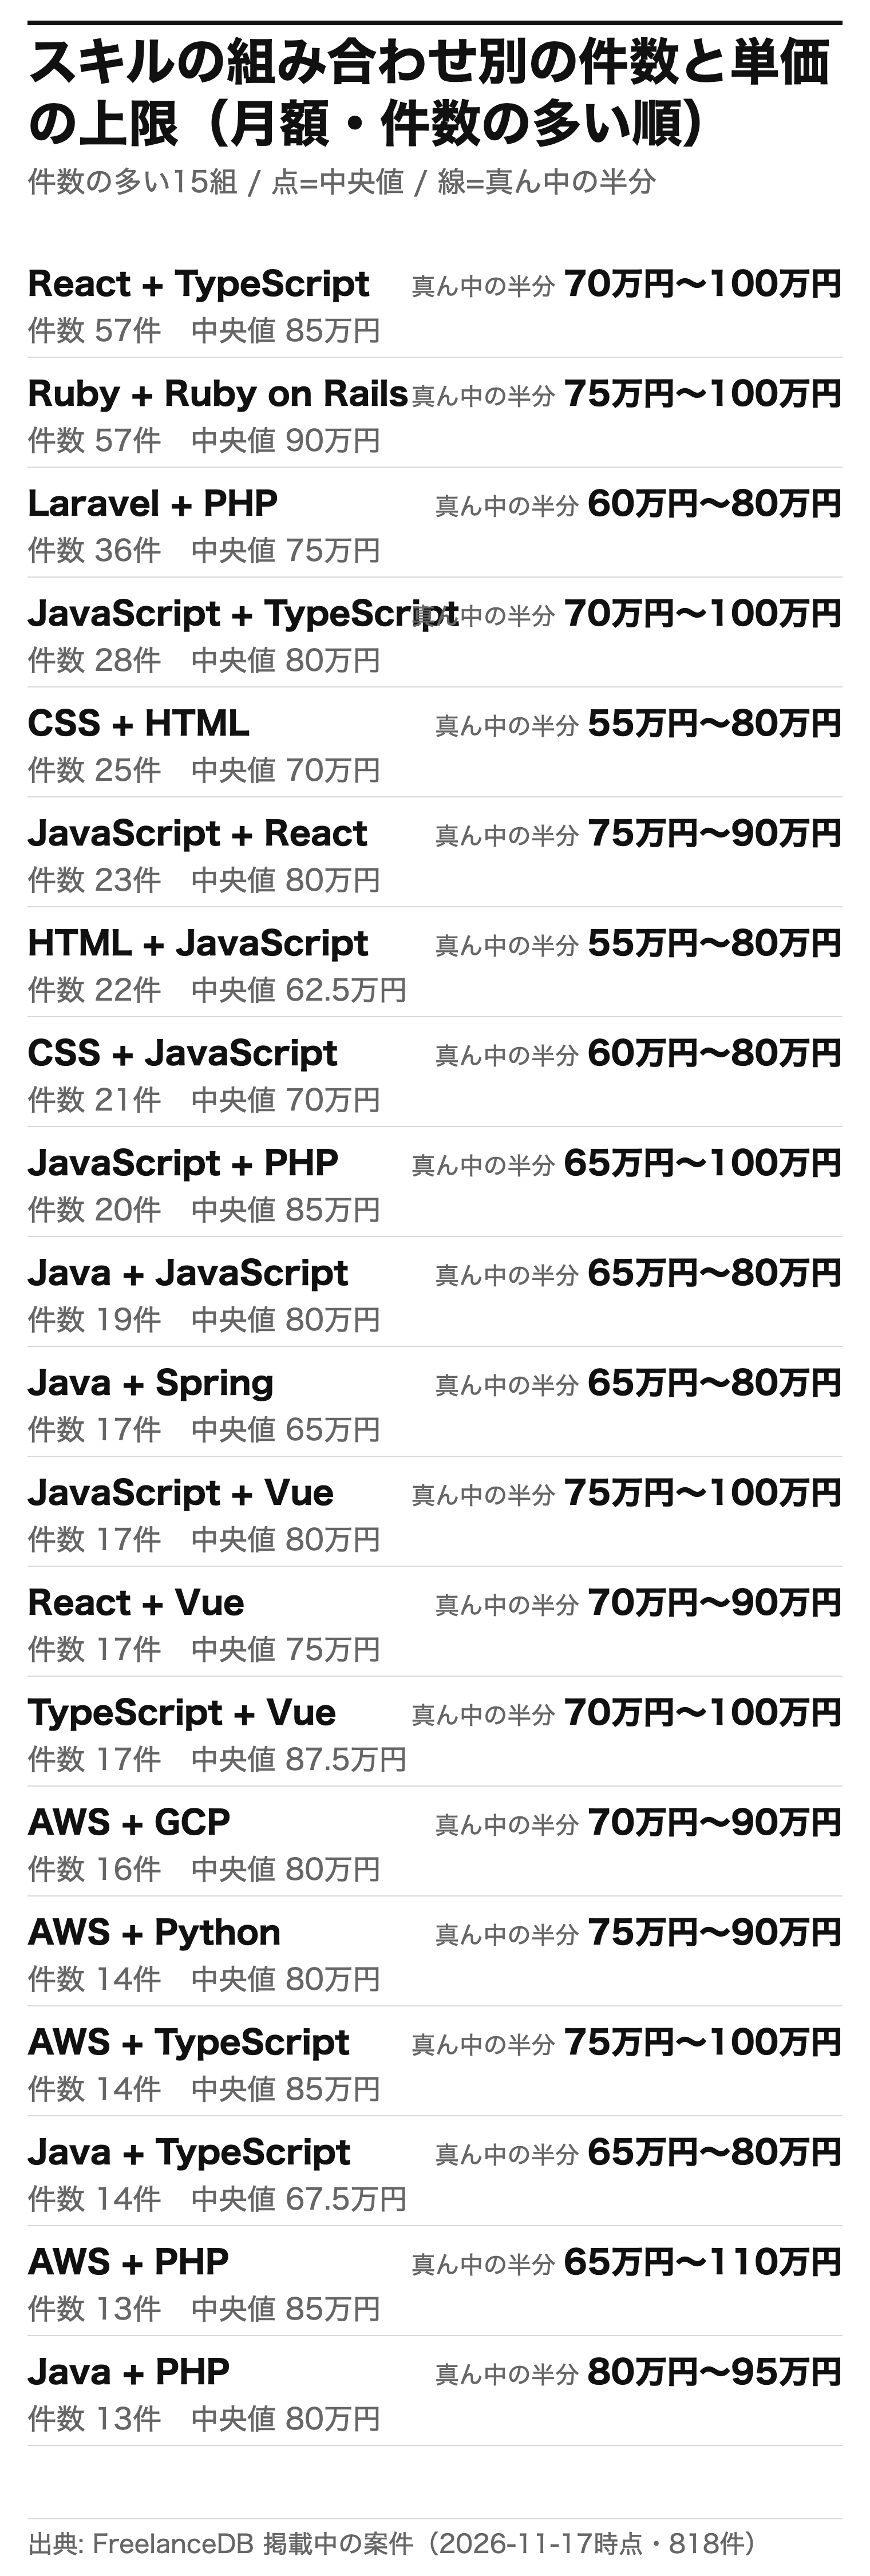 スキルの組み合わせ別の件数と単価
の上限（月額・件数の多い順）
件数の多い15組 / 点=中央値 / 線=真ん中の半分
React + TypeScript 真ん中の半分 70万円〜100万円
件数 57件 中央値 85万円
Ruby + Ruby on Rails 真ん中の半分 75万円〜100万円
件数 57件 中央値 90万円
Laravel + PHP 真ん中の半分 60万円〜80万円
件数 36件 中央値 75万円
JavaScript + TypeScript 真ん中の半分 70万円〜100万円
件数 28件 中央値 80万円
CSS + HTML 真ん中の半分 55万円〜80万円
件数 25件 中央値 70万円
JavaScript + React 真ん中の半分 75万円〜90万円
件数 23件 中央値 80万円
HTML + JavaScript 真ん中の半分 55万円〜80万円
件数 22件 中央値 62.5万円
CSS + JavaScript 真ん中の半分 60万円〜80万円
件数 21件 中央値 70万円
JavaScript + PHP 真ん中の半分 65万円〜100万円
件数 20件 中央値 85万円
Java + JavaScript 真ん中の半分 65万円〜80万円
件数 19件 中央値 80万円
Java + Spring 真ん中の半分 65万円〜80万円
件数 17件 中央値 65万円
JavaScript + Vue 真ん中の半分 75万円〜100万円
件数 17件 中央値 80万円
React + Vue 真ん中の半分 70万円〜90万円
件数 17件 中央値 75万円
TypeScript + Vue 真ん中の半分 70万円〜100万円
件数 17件 中央値 87.5万円
AWS + GCP 真ん中の半分 70万円〜90万円
件数 16件 中央値 80万円
AWS + Python 真ん中の半分 75万円〜90万円
件数 14件 中央値 80万円
AWS + TypeScript 真ん中の半分 75万円〜100万円
件数 14件 中央値 85万円
Java + TypeScript 真ん中の半分 65万円〜80万円
件数 14件 中央値 67.5万円
AWS + PHP 真ん中の半分 65万円〜110万円
件数 13件 中央値 85万円
Java + PHP 真ん中の半分 80万円〜95万円
件数 13件 中央値 80万円
出典: FreelanceDB 掲載中の案件（2026-11-17時点・818件）